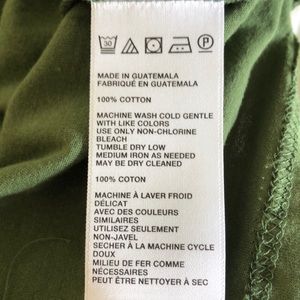 30
P
MADE IN GUATEMALA
FABRIQUÉ EN GUATEMALA
100% COTTON
MACHINE WASH COLD GENTLE
WITH LIKE COLORS
USE ONLY NON-CHLORINE
BLEACH
TUMBLE DRY LOW
MEDIUM IRON AS NEEDED
MAY BE DRY CLEANED
100% COTON
MACHINE À LAVER FROID
DÉLICAT
AVEC DES COULEURS
SIMILAIRES
UTILISEZ SEULEMENT
NON-JAVEL
SECHER À LA MACHINE CYCLE
DOUX
MILIEU DE FER COMME
NÉCESSAIRES
PEUT ÊTRE NETTOYÉ À SEC